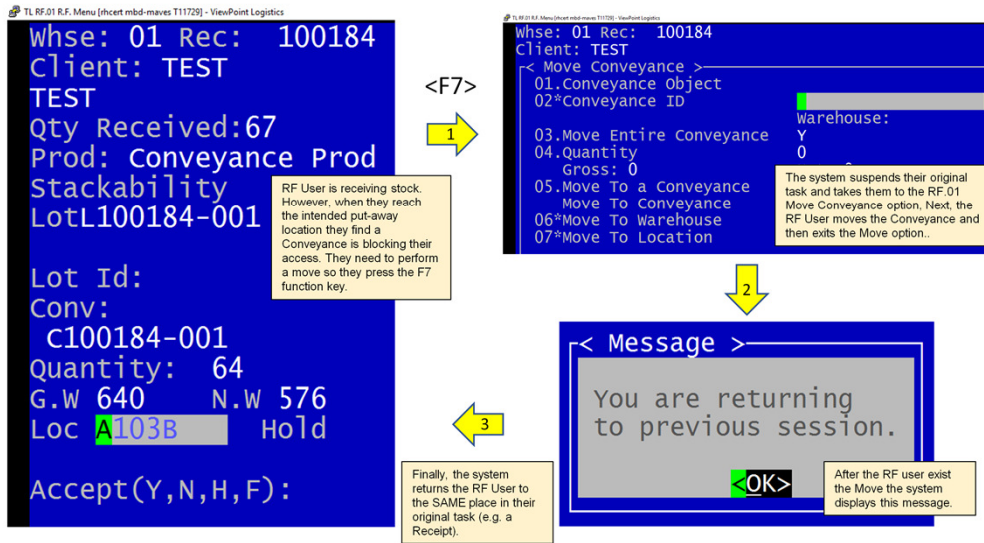 TL RF.01 R.F. Menu [rhcert mbd-maves T11729] - ViewPoint Logistics
Whse: 01 Rec: 100184
Client: TEST
TEST
Qty Received:67
Prod: Conveyance Prod
Stackability
LotL100184-001
Lot Id:
Conv:
C100184-001
Quantity: 64
G.W 640 N.W 576
Loc A103B Hold
Accept(Y,N,H,F):
RF User is receiving stock.
However, when they reach
the intended put-away
location they find a
Conveyance is blocking their
access. They need to perform
a move so they press the F7
function key.
<F7>
1
TL RF.01 R.F. Menu [rhcert mbd-maves T11729] - ViewPoint Logistics
Whse: 01 Rec: 100184
Client: TEST
< Move Conveyance >
01.Conveyance Object
02*Conveyance ID
Warehouse:
03.Move Entire Conveyance Y
04.Quantity 0
Gross: 0
05.Move To a Conveyance
Move To Conveyance
06*Move To Warehouse
07*Move To Location
The system suspends their original
task and takes them to the RF.01
Move Conveyance option, Next, the
RF User moves the Conveyance and
then exits the Move option..
2
< Message >
You are returning
to previous session.
<OK>
After the RF user exist
the Move the system
displays this message.
3
Finally, the system
returns the RF User to
the SAME place in their
original task (e.g. a
Receipt).